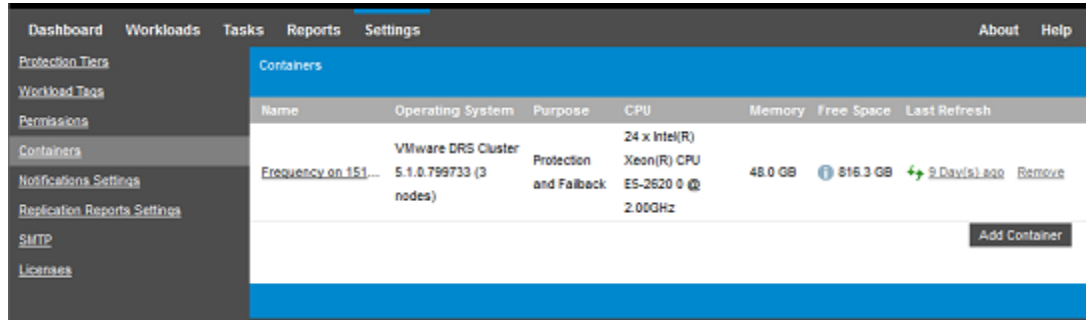 Dashboard Workloads Tasks Reports Settings About Help
Protection Tiers
Workload Tags
Permissions
Containers
Notifications Settings
Replication Reports Settings
SMTP
Licenses
Containers
Name Operating System Purpose CPU Memory Free Space Last Refresh
Frequency on 151... VMware DRS Cluster 5.1.0.799733 (3 nodes) Protection and Failback 24 x Intel(R) Xeon(R) CPU E5-2620 0 @ 2.00GHz 48.0 GB 816.3 GB 9 Day(s) ago Remove
Add Container